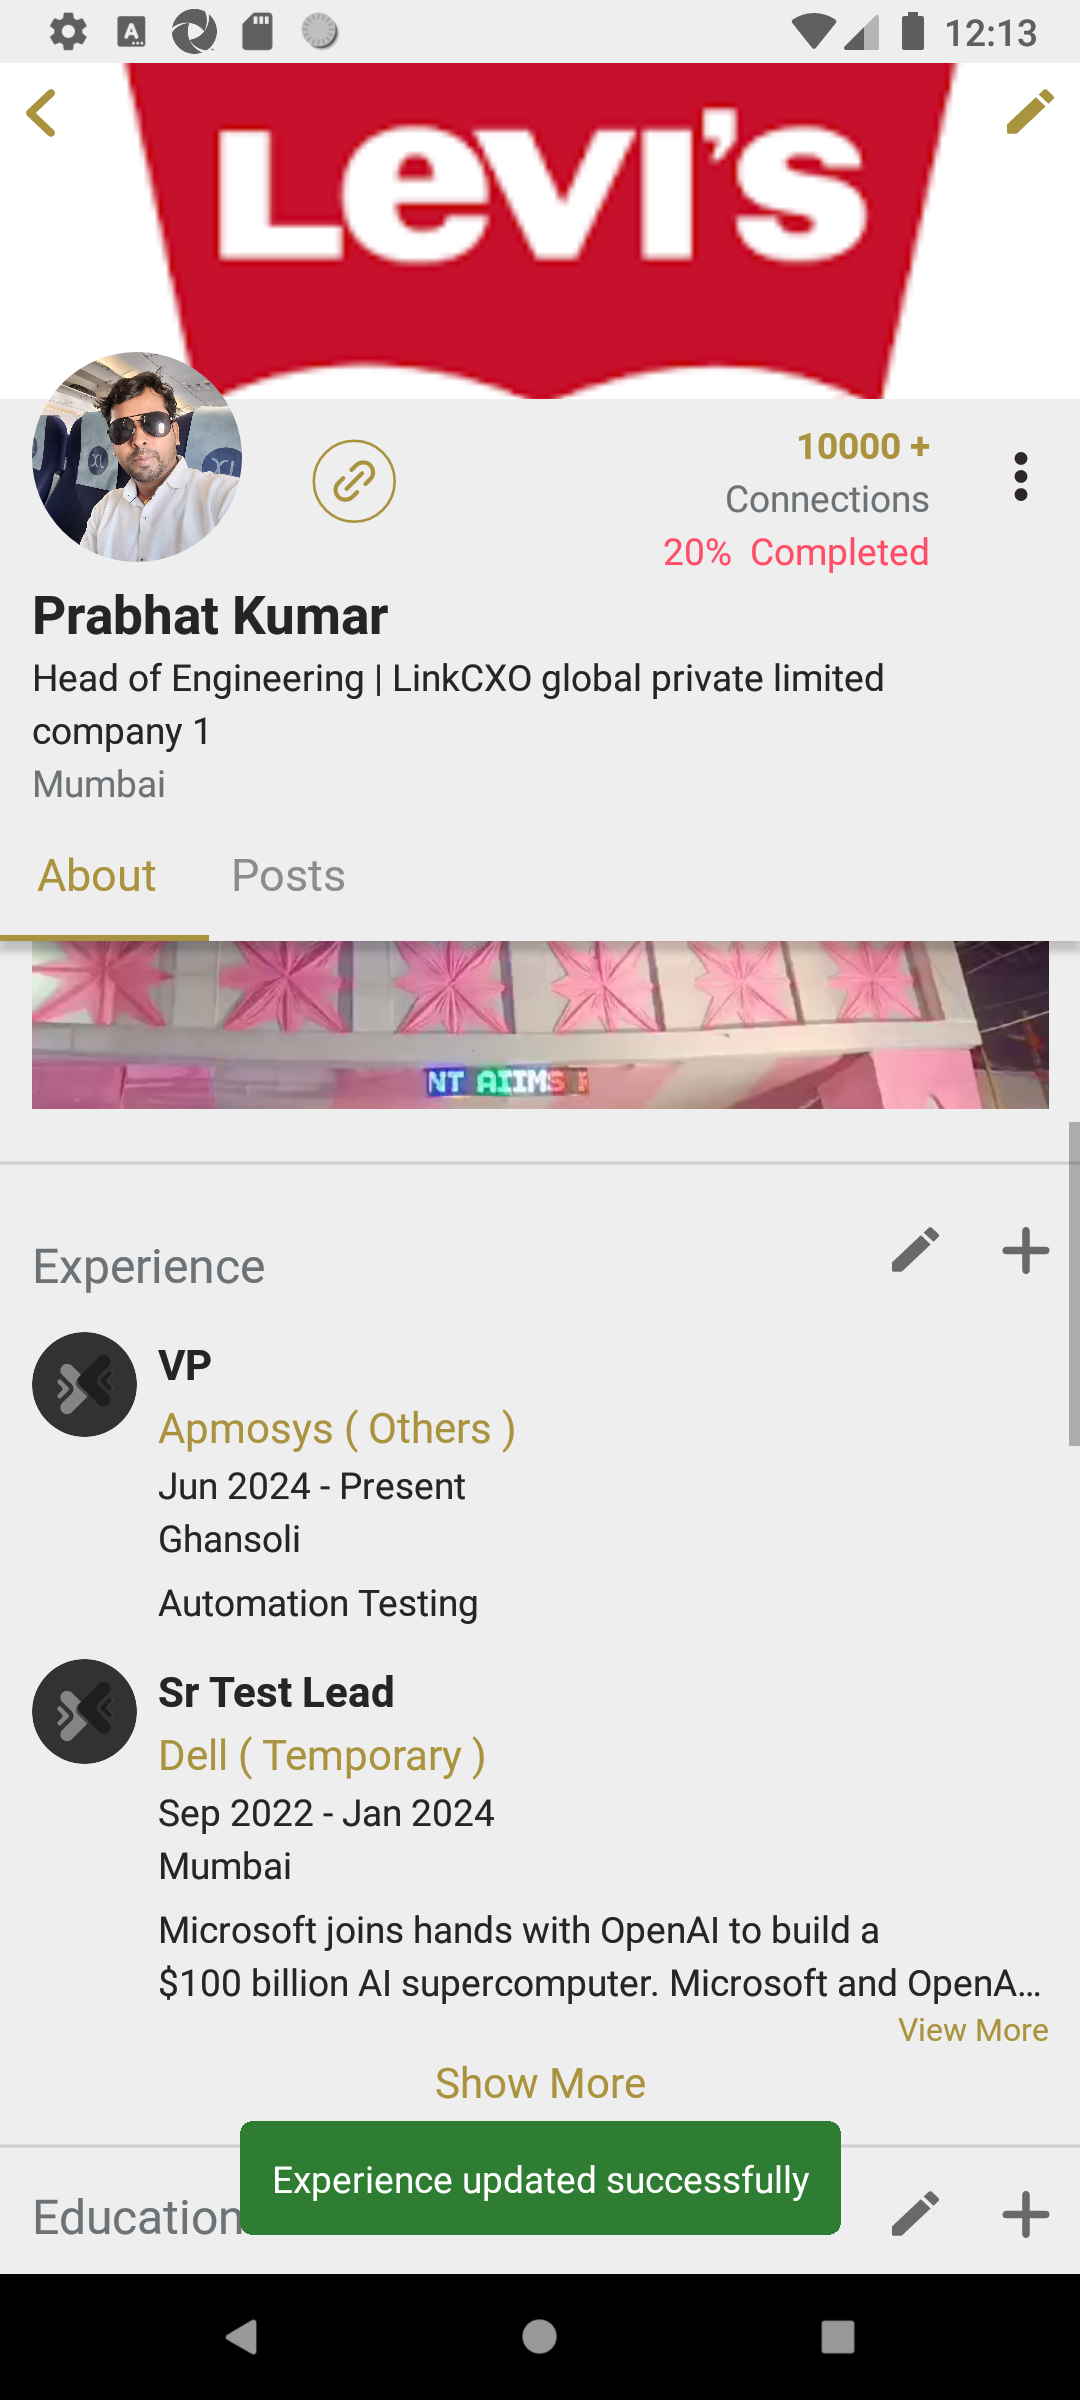 12:13
Levi's
10000 +
Connections
20% Completed
Prabhat Kumar
Head of Engineering | LinkCXO global private limited
company 1
Mumbai
About
Posts
NT AIIMS
Experience
VP
Apmosys ( Others )
Jun 2024 - Present
Ghansoli
Automation Testing
Sr Test Lead
Dell ( Temporary )
Sep 2022 - Jan 2024
Mumbai
Microsoft joins hands with OpenAI to build a
$100 billion AI supercomputer. Microsoft and OpenA…
View More
Show More
Experience updated successfully
Education